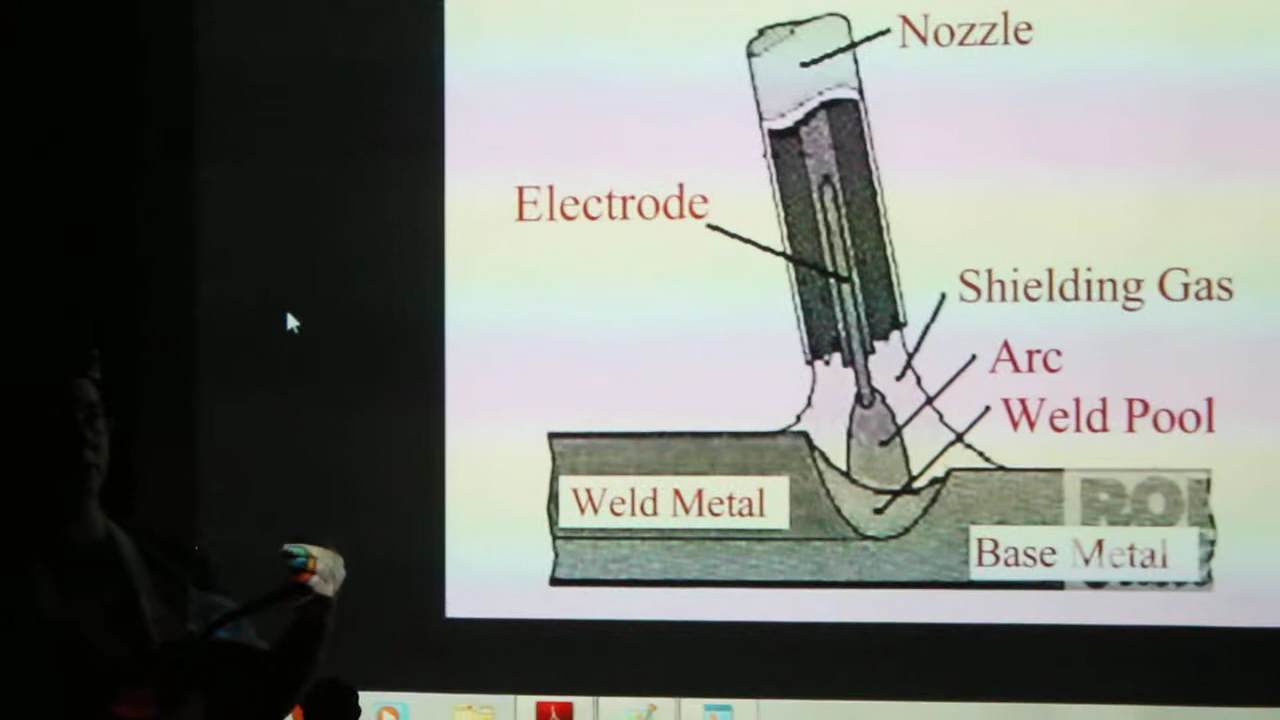 Nozzle
Electrode
Shielding Gas
Arc
Weld Pool
Weld Metal
Base Metal